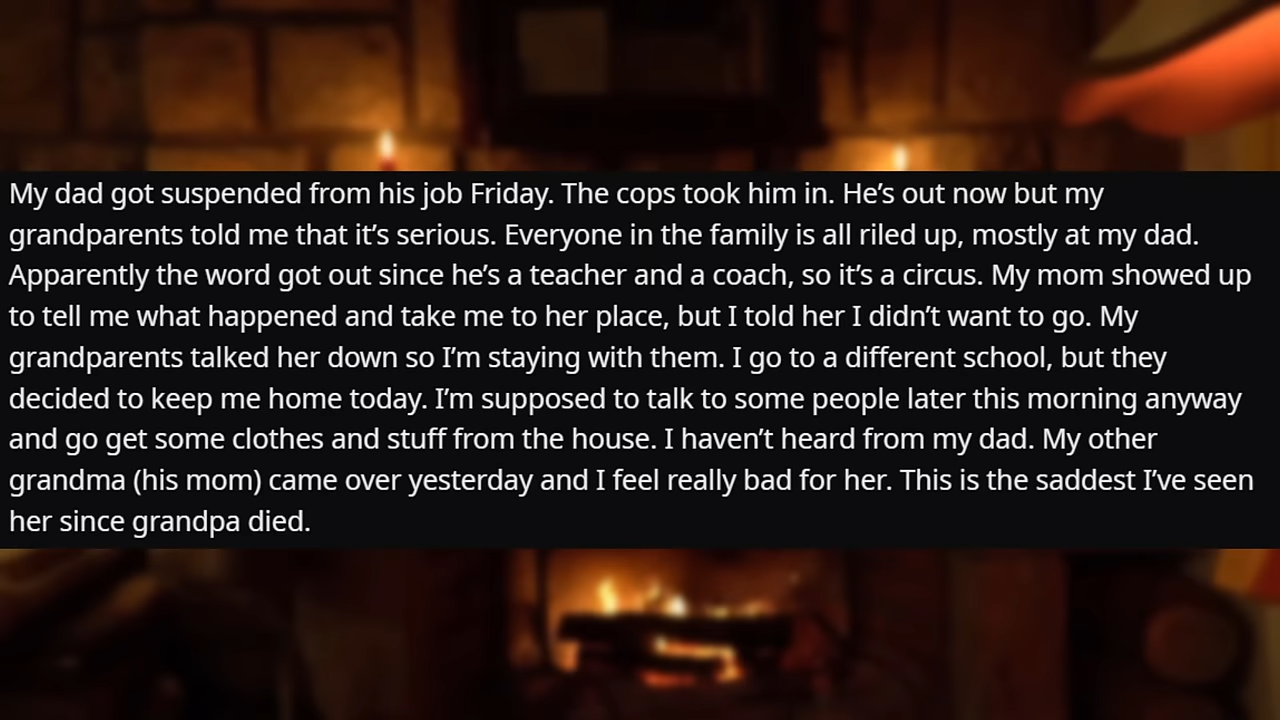 My dad got suspended from his job Friday. The cops took him in. He’s out now but my
grandparents told me that it’s serious. Everyone in the family is all riled up, mostly at my dad.
Apparently the word got out since he’s a teacher and a coach, so it’s a circus. My mom showed up
to tell me what happened and take me to her place, but I told her I didn’t want to go. My
grandparents talked her down so I’m staying with them. I go to a different school, but they
decided to keep me home today. I’m supposed to talk to some people later this morning anyway
and go get some clothes and stuff from the house. I haven’t heard from my dad. My other
grandma (his mom) came over yesterday and I feel really bad for her. This is the saddest I’ve seen
her since grandpa died.